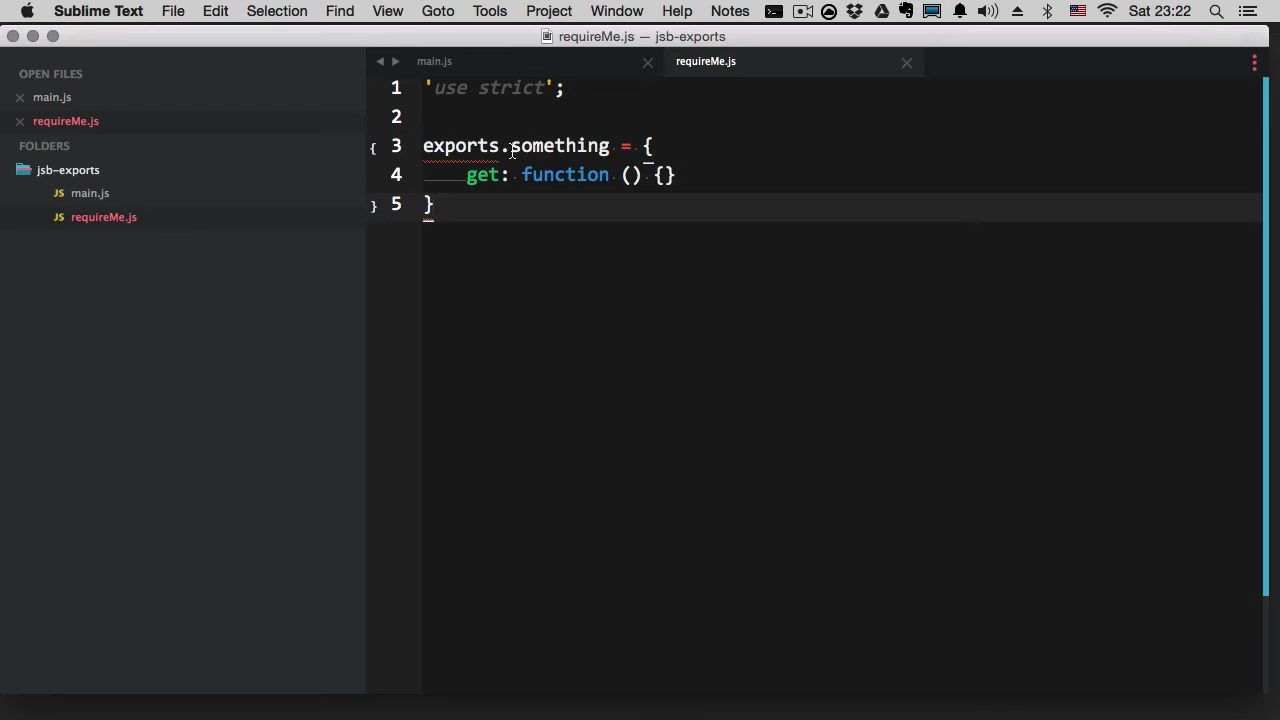 Sublime Text File Edit Selection Find View Goto Tools Project Window Help Notes Sat 23:22
requireMe.js — jsb-exports
OPEN FILES
main.js
requireMe.js
FOLDERS
jsb-exports
JS main.js
JS requireMe.js
main.js requireMe.js
1 'use strict';
2
{ 3 exports.something = {
4 get: function () {}
} 5 }